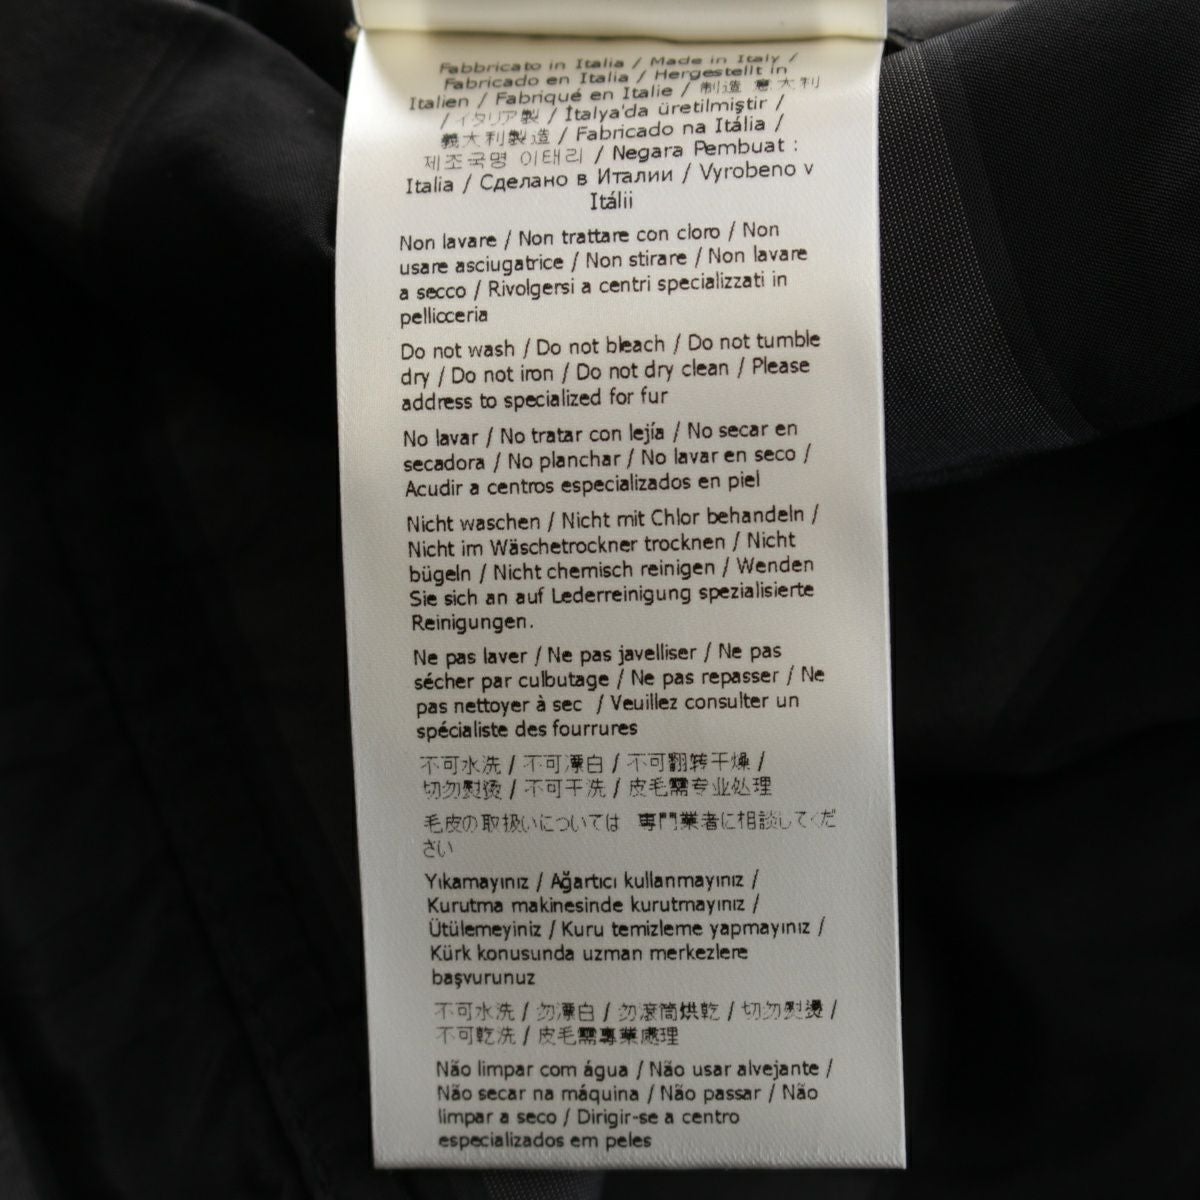 Fabbricato in Italia / Made in Italy /
Fabricado en Italia / Hergestellt in
Italien / Fabriqué en Italie / 制造 意大利
/ イタリア製 / İtalya'da üretilmiştir /
義大利製造 / Fabricado na Itália /
제조국명 이태리 / Negara Pembuat :
Italia / Сделано в Италии / Vyrobeno v
Itálii
Non lavare / Non trattare con cloro / Non
usare asciugatrice / Non stirare / Non lavare
a secco / Rivolgersi a centri specializzati in
pellicceria
Do not wash / Do not bleach / Do not tumble
dry / Do not iron / Do not dry clean / Please
address to specialized for fur
No lavar / No tratar con lejía / No secar en
secadora / No planchar / No lavar en seco /
Acudir a centros especializados en piel
Nicht waschen / Nicht mit Chlor behandeln /
Nicht im Wäschetrockner trocknen / Nicht
bügeln / Nicht chemisch reinigen / Wenden
Sie sich an auf Lederreinigung spezialisierte
Reinigungen.
Ne pas laver / Ne pas javelliser / Ne pas
sécher par culbutage / Ne pas repasser / Ne
pas nettoyer à sec / Veuillez consulter un
spécialiste des fourrures
不可水洗 / 不可漂白 / 不可翻转干燥 /
切勿熨烫 / 不可干洗 / 皮毛需专业处理
毛皮の取扱いについては 専門業者に相談してくだ
さい
Yıkamayınız / Ağartıcı kullanmayınız /
Kurutma makinesinde kurutmayınız /
Ütülemeyiniz / Kuru temizleme yapmayınız /
Kürk konusunda uzman merkezlere
başvurunuz
不可水洗 / 勿漂白 / 勿滾筒烘乾 / 切勿熨燙 /
不可乾洗 / 皮毛需專業處理
Não limpar com água / Não usar alvejante /
Não secar na máquina / Não passar / Não
limpar a seco / Dirigir-se a centro
especializados em peles